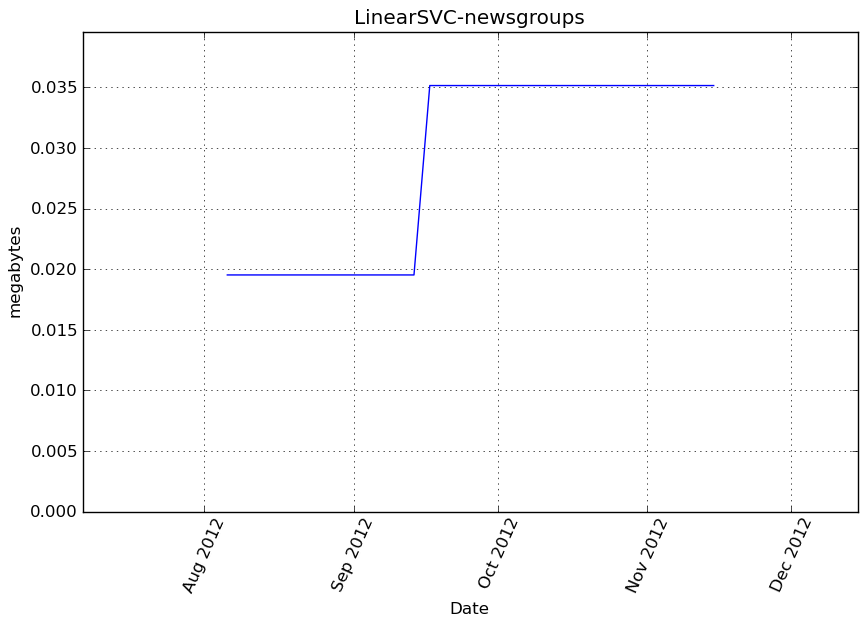 LinearSVC-newsgroups
0.035
0.030
0.025
0.020
0.015
0.010
0.005
0.000
megabytes
Aug 2012
Sep 2012
Oct 2012
Nov 2012
Dec 2012
Date